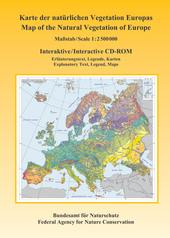 Karte der natürlichen Vegetation Europas
Map of the Natural Vegetation of Europe
Maßstab/Scale 1:2500000
Interaktive/Interactive CD-ROM
Erläuterungstext, Legende, Karten
Explanatory Text, Legend, Maps
Bundesamt für Naturschutz
Federal Agency for Nature Conservation